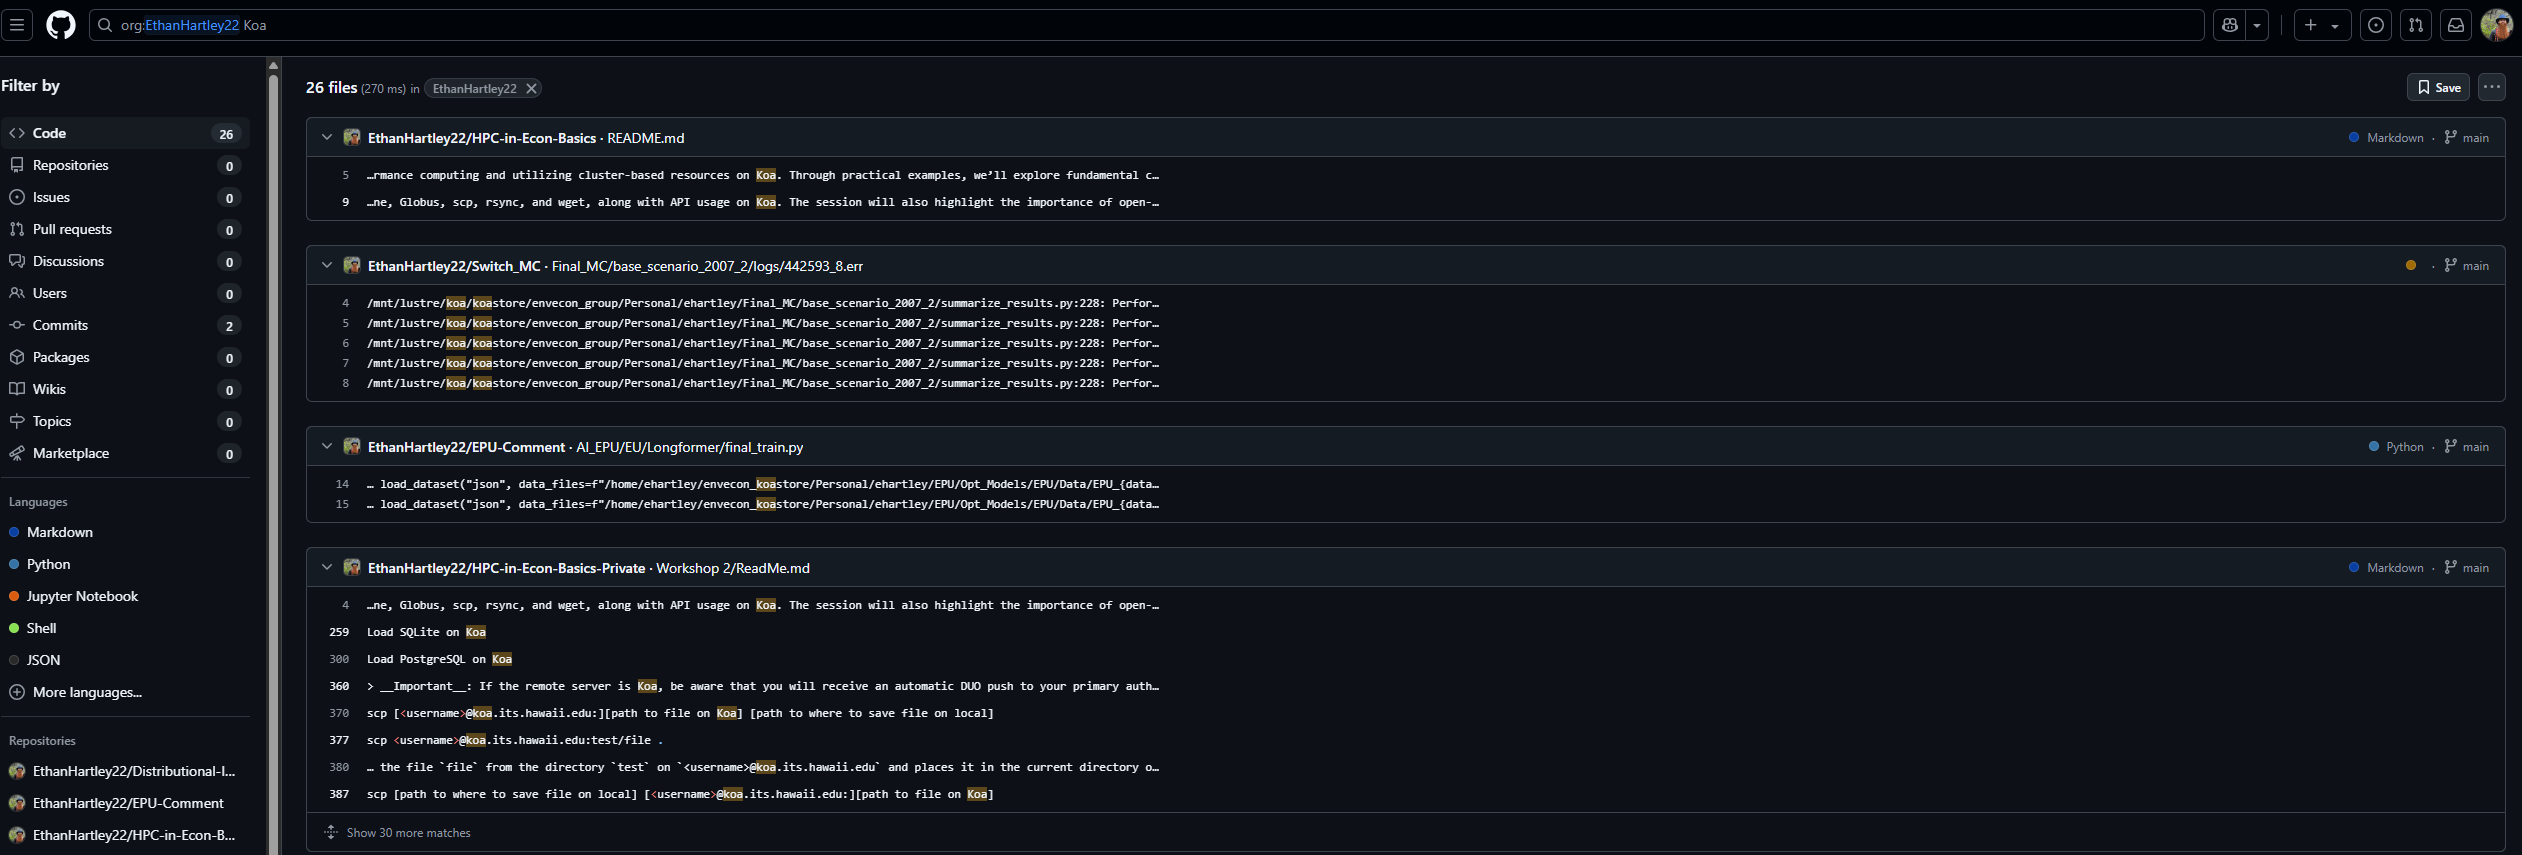 org:EthanHartley22 Koa
Filter by
Code 26
Repositories 0
Issues 0
Pull requests 0
Discussions 0
Users 0
Commits 2
Packages 0
Wikis 0
Topics 0
Marketplace 0
Languages
Markdown
Python
Jupyter Notebook
Shell
JSON
More languages...
Repositories
EthanHartley22/Distributional-I...
EthanHartley22/EPU-Comment
EthanHartley22/HPC-in-Econ-B...
26 files (270 ms) in EthanHartley22
Save
EthanHartley22/HPC-in-Econ-Basics · README.md Markdown · main
5 …rmance computing and utilizing cluster-based resources on Koa. Through practical examples, we’ll explore fundamental c…
9 …ne, Globus, scp, rsync, and wget, along with API usage on Koa. The session will also highlight the importance of open-…
EthanHartley22/Switch_MC · Final_MC/base_scenario_2007_2/logs/442593_8.err · main
4 /mnt/lustre/koa/koastore/envecon_group/Personal/ehartley/Final_MC/base_scenario_2007_2/summarize_results.py:228: Perfor…
5 /mnt/lustre/koa/koastore/envecon_group/Personal/ehartley/Final_MC/base_scenario_2007_2/summarize_results.py:228: Perfor…
6 /mnt/lustre/koa/koastore/envecon_group/Personal/ehartley/Final_MC/base_scenario_2007_2/summarize_results.py:228: Perfor…
7 /mnt/lustre/koa/koastore/envecon_group/Personal/ehartley/Final_MC/base_scenario_2007_2/summarize_results.py:228: Perfor…
8 /mnt/lustre/koa/koastore/envecon_group/Personal/ehartley/Final_MC/base_scenario_2007_2/summarize_results.py:228: Perfor…
EthanHartley22/EPU-Comment · AI_EPU/EU/Longformer/final_train.py Python · main
14 … load_dataset("json", data_files=f"/home/ehartley/envecon_koastore/Personal/ehartley/EPU/Opt_Models/EPU/Data/EPU_{data…
15 … load_dataset("json", data_files=f"/home/ehartley/envecon_koastore/Personal/ehartley/EPU/Opt_Models/EPU/Data/EPU_{data…
EthanHartley22/HPC-in-Econ-Basics-Private · Workshop 2/ReadMe.md Markdown · main
4 …ne, Globus, scp, rsync, and wget, along with API usage on Koa. The session will also highlight the importance of open-…
259 Load SQLite on Koa
300 Load PostgreSQL on Koa
360 > __Important__: If the remote server is Koa, be aware that you will receive an automatic DUO push to your primary auth…
370 scp [<username>@koa.its.hawaii.edu:][path to file on Koa] [path to where to save file on local]
377 scp <username>@koa.its.hawaii.edu:test/file .
380 … the file `file` from the directory `test` on `<username>@koa.its.hawaii.edu` and places it in the current directory o…
387 scp [path to where to save file on local] [<username>@koa.its.hawaii.edu:][path to file on Koa]
Show 30 more matches